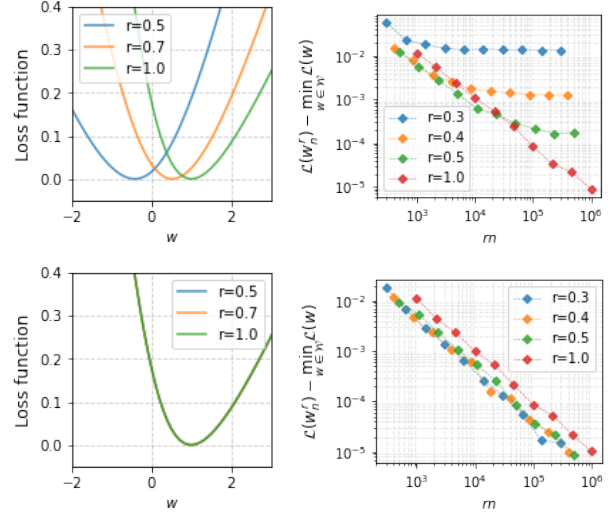 0.4
0.3
0.2
0.1
0.0
Loss function
r=0.5
r=0.7
r=1.0
−2
0
2
w
10⁻²
10⁻³
10⁻⁴
10⁻⁵
ℒ(wₙʳ) − min ℒ(w)
w ∈ 𝒲
r=0.3
r=0.4
r=0.5
r=1.0
10³
10⁴
10⁵
10⁶
rn
0.4
0.3
0.2
0.1
0.0
Loss function
r=0.5
r=0.7
r=1.0
−2
0
2
w
10⁻²
10⁻³
10⁻⁴
10⁻⁵
ℒ(wₙʳ) − min ℒ(w)
w ∈ 𝒲
r=0.3
r=0.4
r=0.5
r=1.0
10³
10⁴
10⁵
10⁶
rn